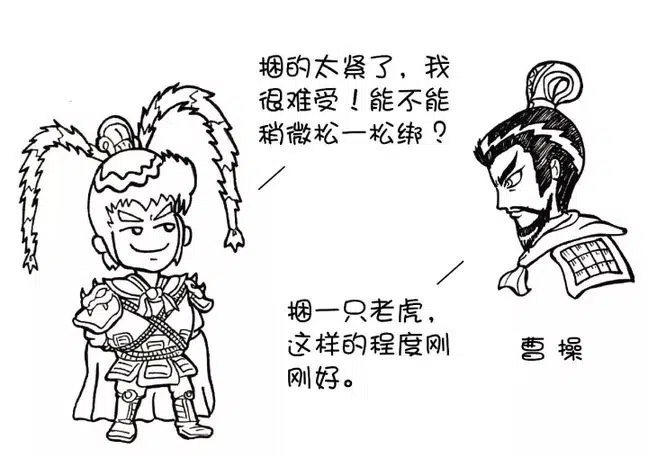 捆的太紧了，我
很难受！能不能
稍微松一松绑？
捆一只老虎，
这样的程度刚
刚好。
曹操